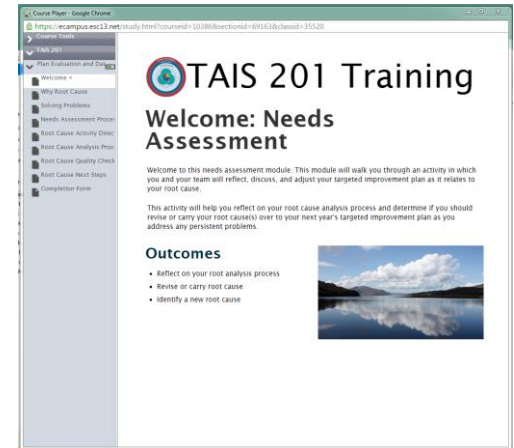 Course Player - Google Chrome
https://ecampus.esc13.net/study.html?courseid=10386&sectionid=69163&classid=35520
Course Tools
TAIS 201
Plan Evaluation and Dat
Welcome <
Why Root Cause
Solving Problems
Needs Assessment Proces
Root Cause Activity Direc
Root Cause Analysis Proc
Root Cause Quality Check
Root Cause Next Steps
Completion Form
TAIS 201 Training
Welcome: Needs
Assessment
Welcome to this needs assessment module. This module will walk you through an activity in which
you and your team will reflect, discuss, and adjust your targeted improvement plan as it relates to
your root cause.
This activity will help you reflect on your root cause analysis process and determine if you should
revise or carry your root cause(s) over to your next year's targeted improvement plan as you
address any persistent problems.
Outcomes
• Reflect on your root analysis process
• Revise or carry root cause
• Identify a new root cause